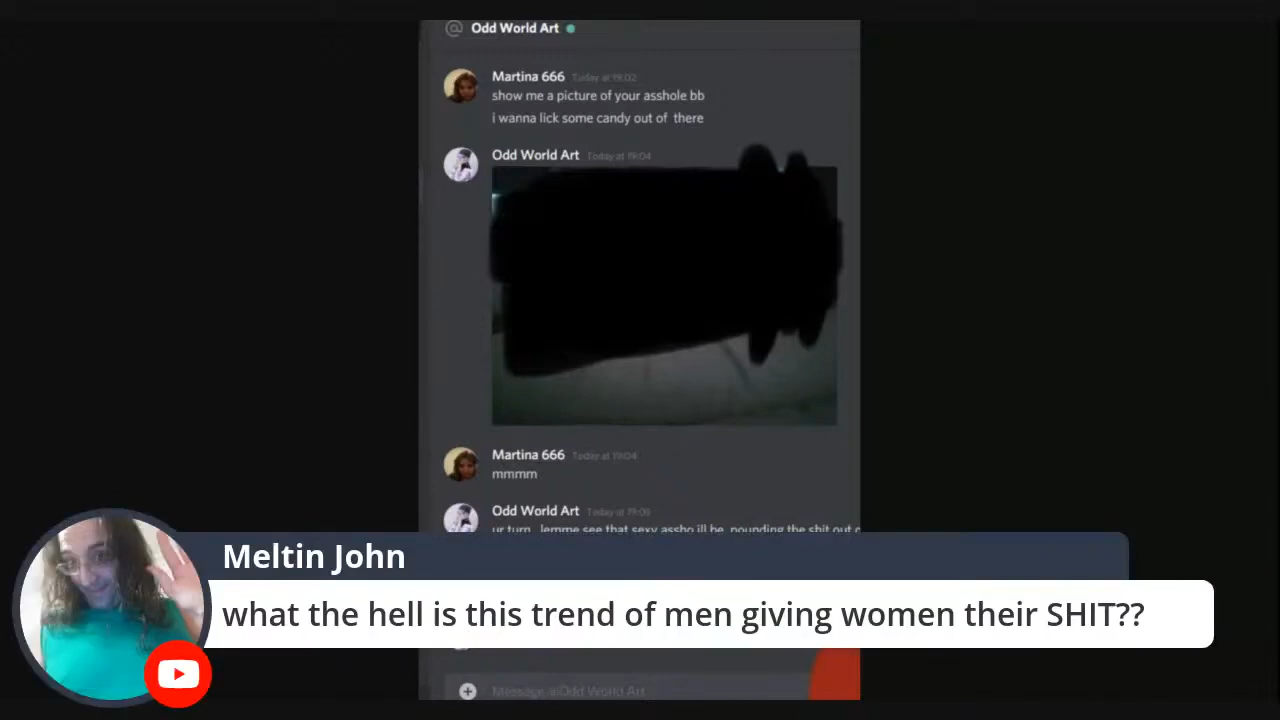 Odd World Art
Martina 666 Today at 19:02
show me a picture of your asshole bb
i wanna lick some candy out of there
Odd World Art Today at 19:04
Martina 666 Today at 19:04
mmmm
Odd World Art Today at 19:05
ur turn.. lemme see that sexy assho ill be pounding the shit out
Meltin John
what the hell is this trend of men giving women their SHIT??
Message @Odd World Art